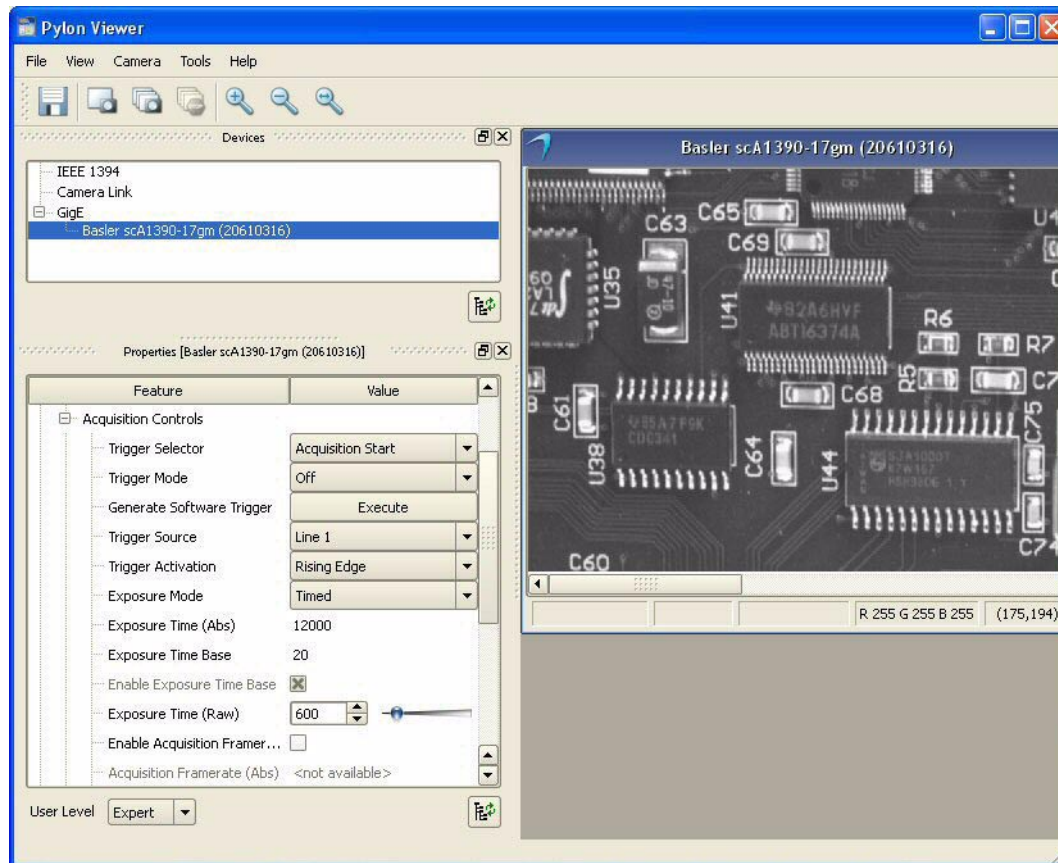 Pylon Viewer
File View Camera Tools Help
Devices
IEEE 1394
Camera Link
GigE
Basler scA1390-17gm (20610316)
Properties [Basler scA1390-17gm (20610316)]
Feature Value
Acquisition Controls
Trigger Selector Acquisition Start
Trigger Mode Off
Generate Software Trigger Execute
Trigger Source Line 1
Trigger Activation Rising Edge
Exposure Mode Timed
Exposure Time (Abs) 12000
Exposure Time Base 20
Enable Exposure Time Base
Exposure Time (Raw) 600
Enable Acquisition Framer...
Acquisition Framerate (Abs) <not available>
User Level Expert
Basler scA1390-17gm (20610316)
C63 C65
C69
U35
U41
82A6HVF
ABT16374A
R6
R7
R5
C68
C61
U38
CDC341
C64
U44
C75
C74
C60
R 255 G 255 B 255 (175,194)